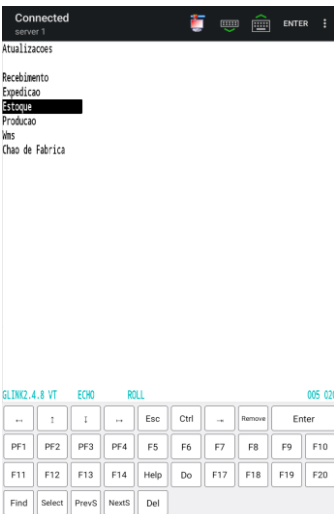 Connected
server 1
ENTER
Atualizacoes
Recebimento
Expedicao
Estoque
Producao
Wms
Chao de Fabrica
GLINK2.4.8 VT ECHO ROLL 005 020
Esc Ctrl Remove Enter
PF1 PF2 PF3 PF4 F5 F6 F7 F8 F9 F10
F11 F12 F13 F14 Help Do F17 F18 F19 F20
Find Select PrevS NextS Del